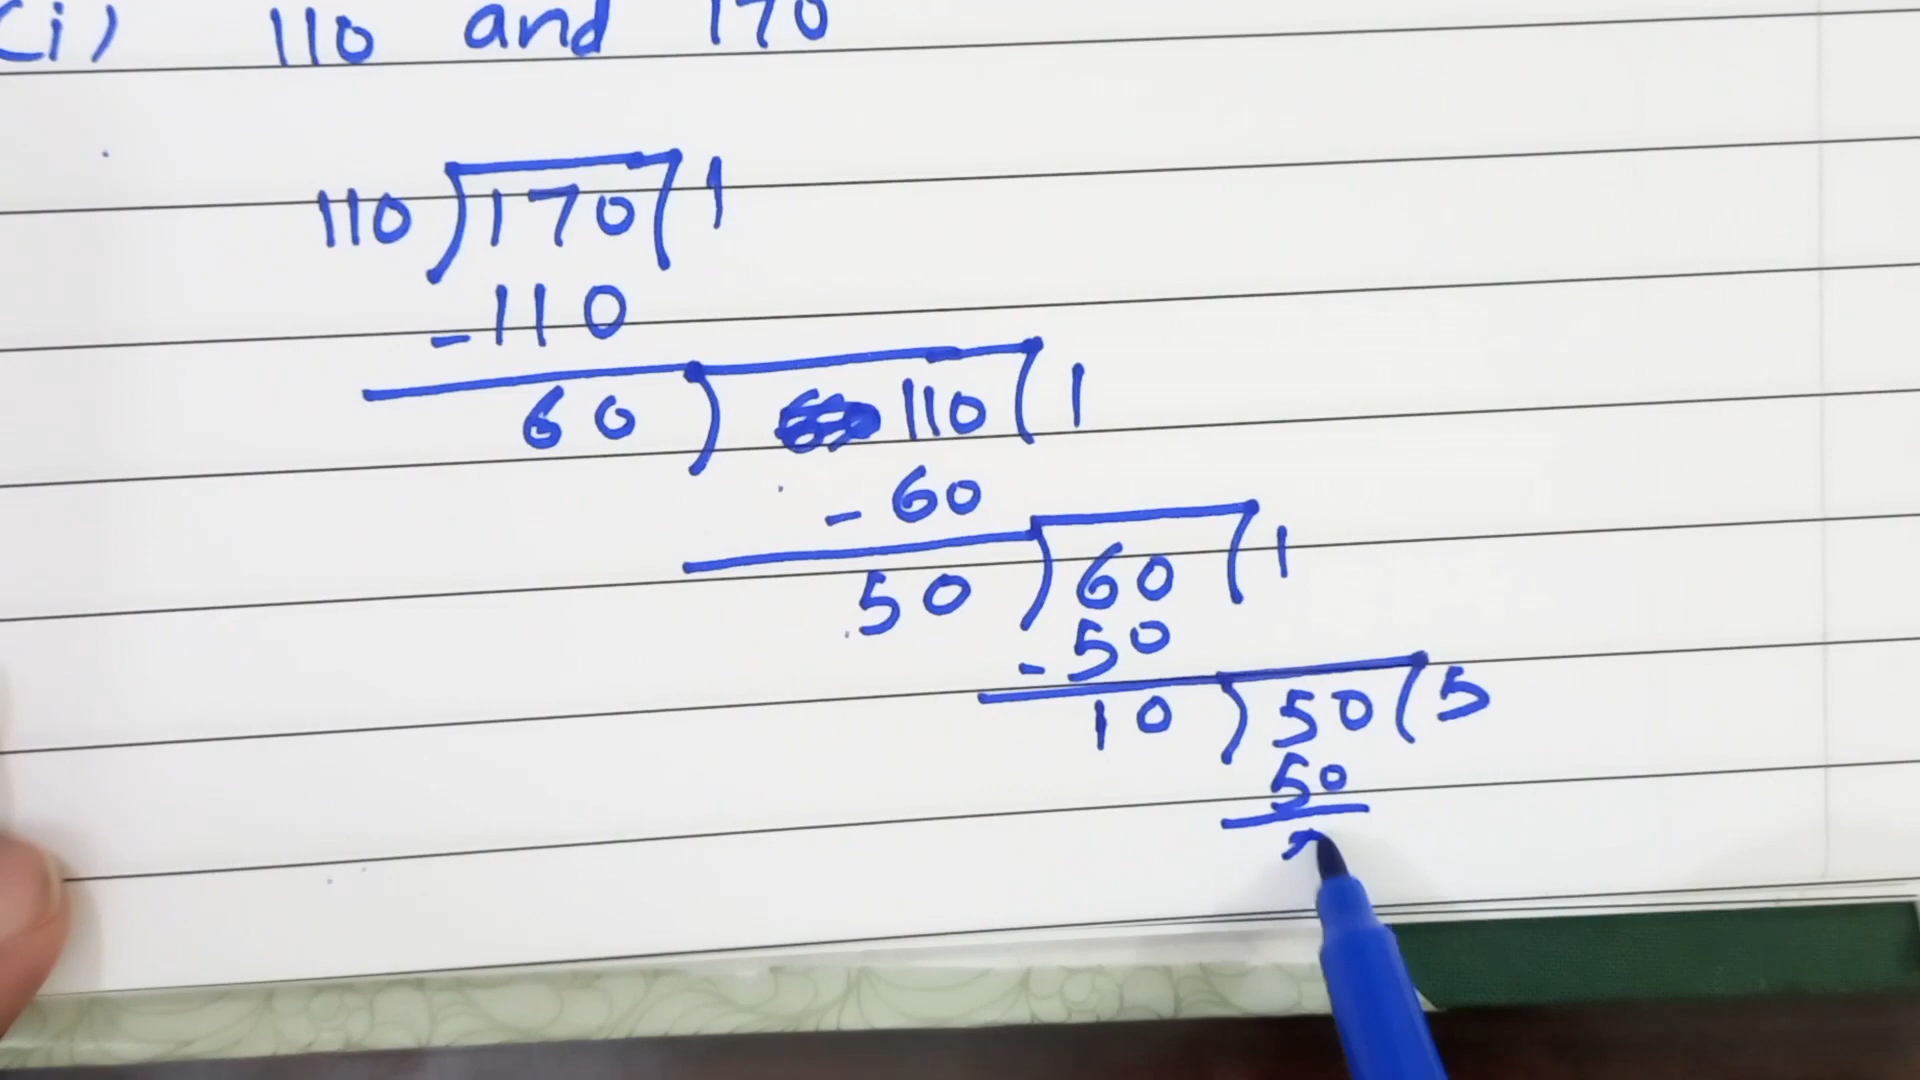 (i) 110 and 170
110 ) 170 ( 1
- 110
60 ) 110 ( 1
- 60
50 ) 60 ( 1
- 50
10 ) 50 ( 5
50